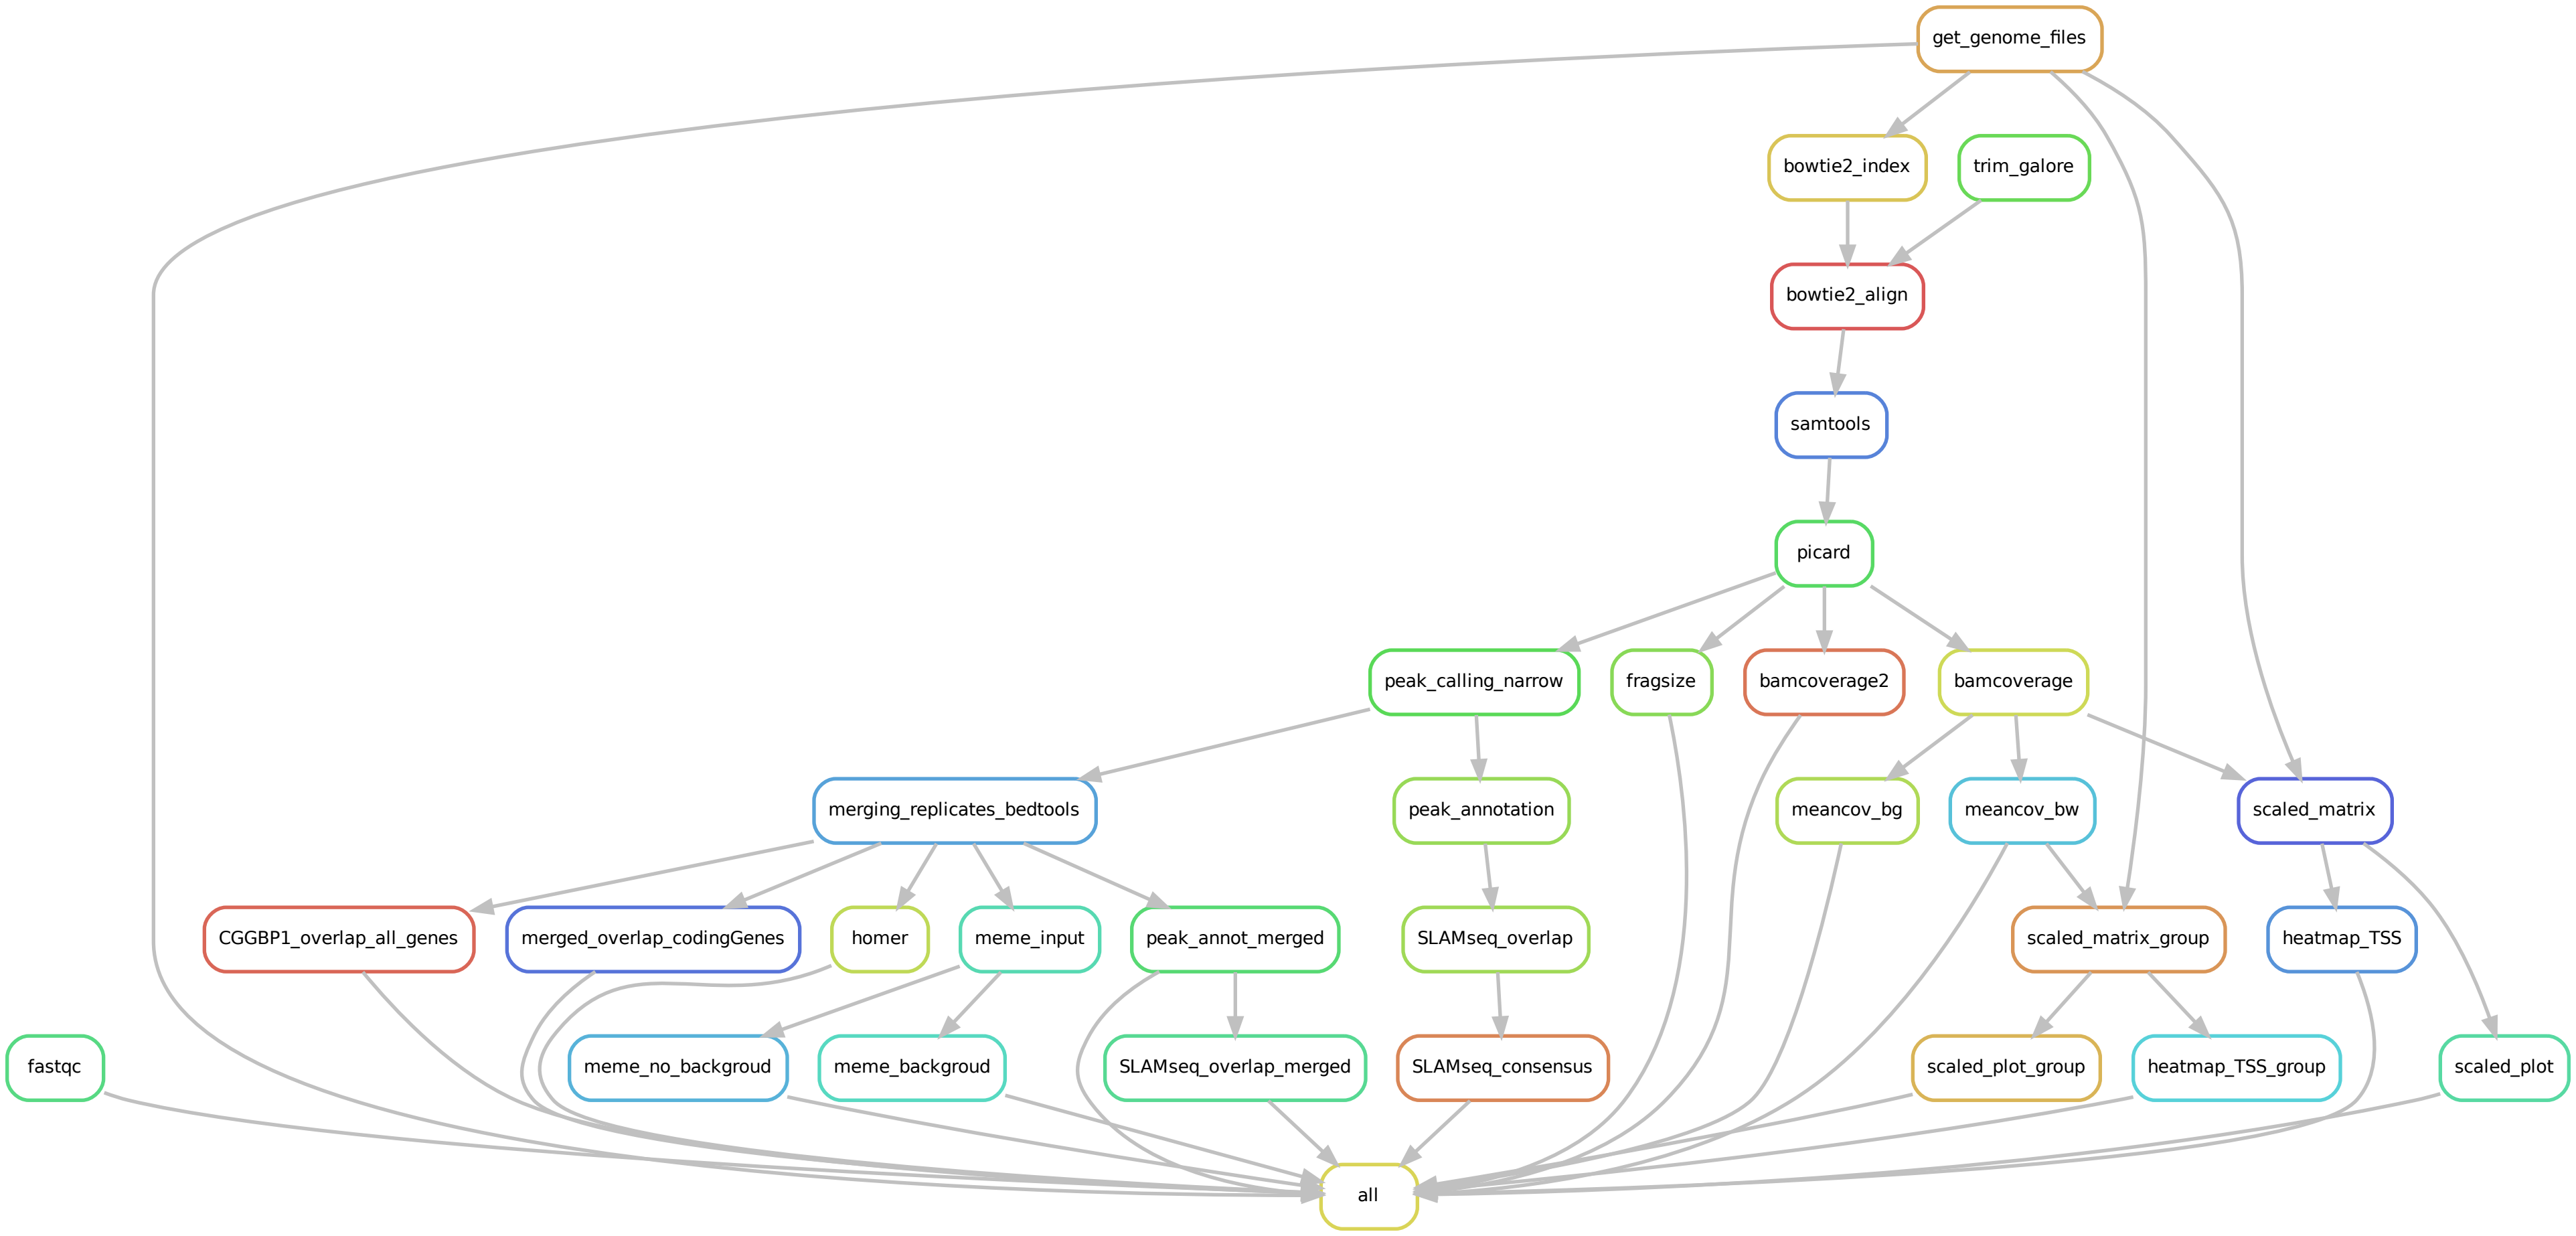 get_genome_files
bowtie2_index
trim_galore
bowtie2_align
samtools
picard
peak_calling_narrow
fragsize
bamcoverage2
bamcoverage
merging_replicates_bedtools
peak_annotation
meancov_bg
meancov_bw
scaled_matrix
CGGBP1_overlap_all_genes
merged_overlap_codingGenes
homer
meme_input
peak_annot_merged
SLAMseq_overlap
scaled_matrix_group
heatmap_TSS
fastqc
meme_no_backgroud
meme_backgroud
SLAMseq_overlap_merged
SLAMseq_consensus
scaled_plot_group
heatmap_TSS_group
scaled_plot
all